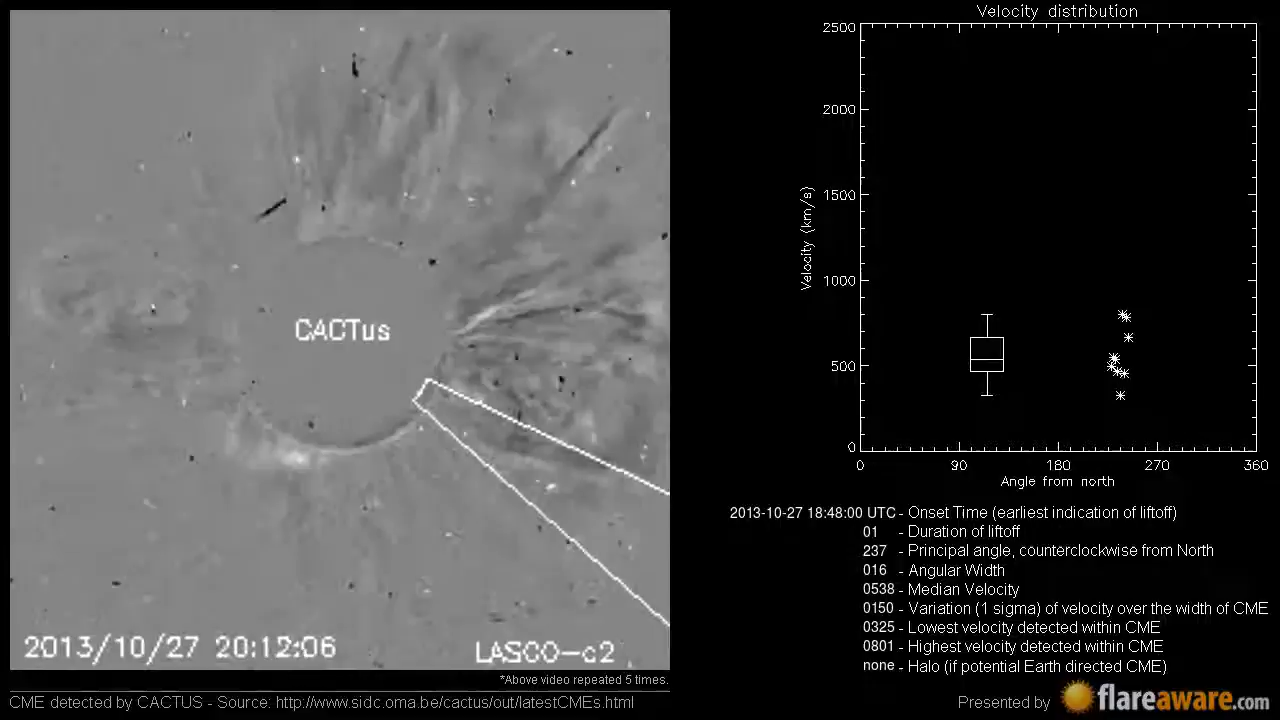 CACTus
2013/10/27 20:12:06
LASCO-c2
*Above video repeated 5 times.
CME detected by CACTUS - Source: http://www.sidc.oma.be/cactus/out/latestCMEs.html
Velocity distribution
Velocity (km/s)
2500
2000
1500
1000
500
0
0 90 180 270 360
Angle from north
2013-10-27 18:48:00 UTC - Onset Time (earliest indication of liftoff)
01 - Duration of liftoff
237 - Principal angle, counterclockwise from North
016 - Angular Width
0538 - Median Velocity
0150 - Variation (1 sigma) of velocity over the width of CME
0325 - Lowest velocity detected within CME
0801 - Highest velocity detected within CME
none - Halo (if potential Earth directed CME)
Presented by flareaware.com